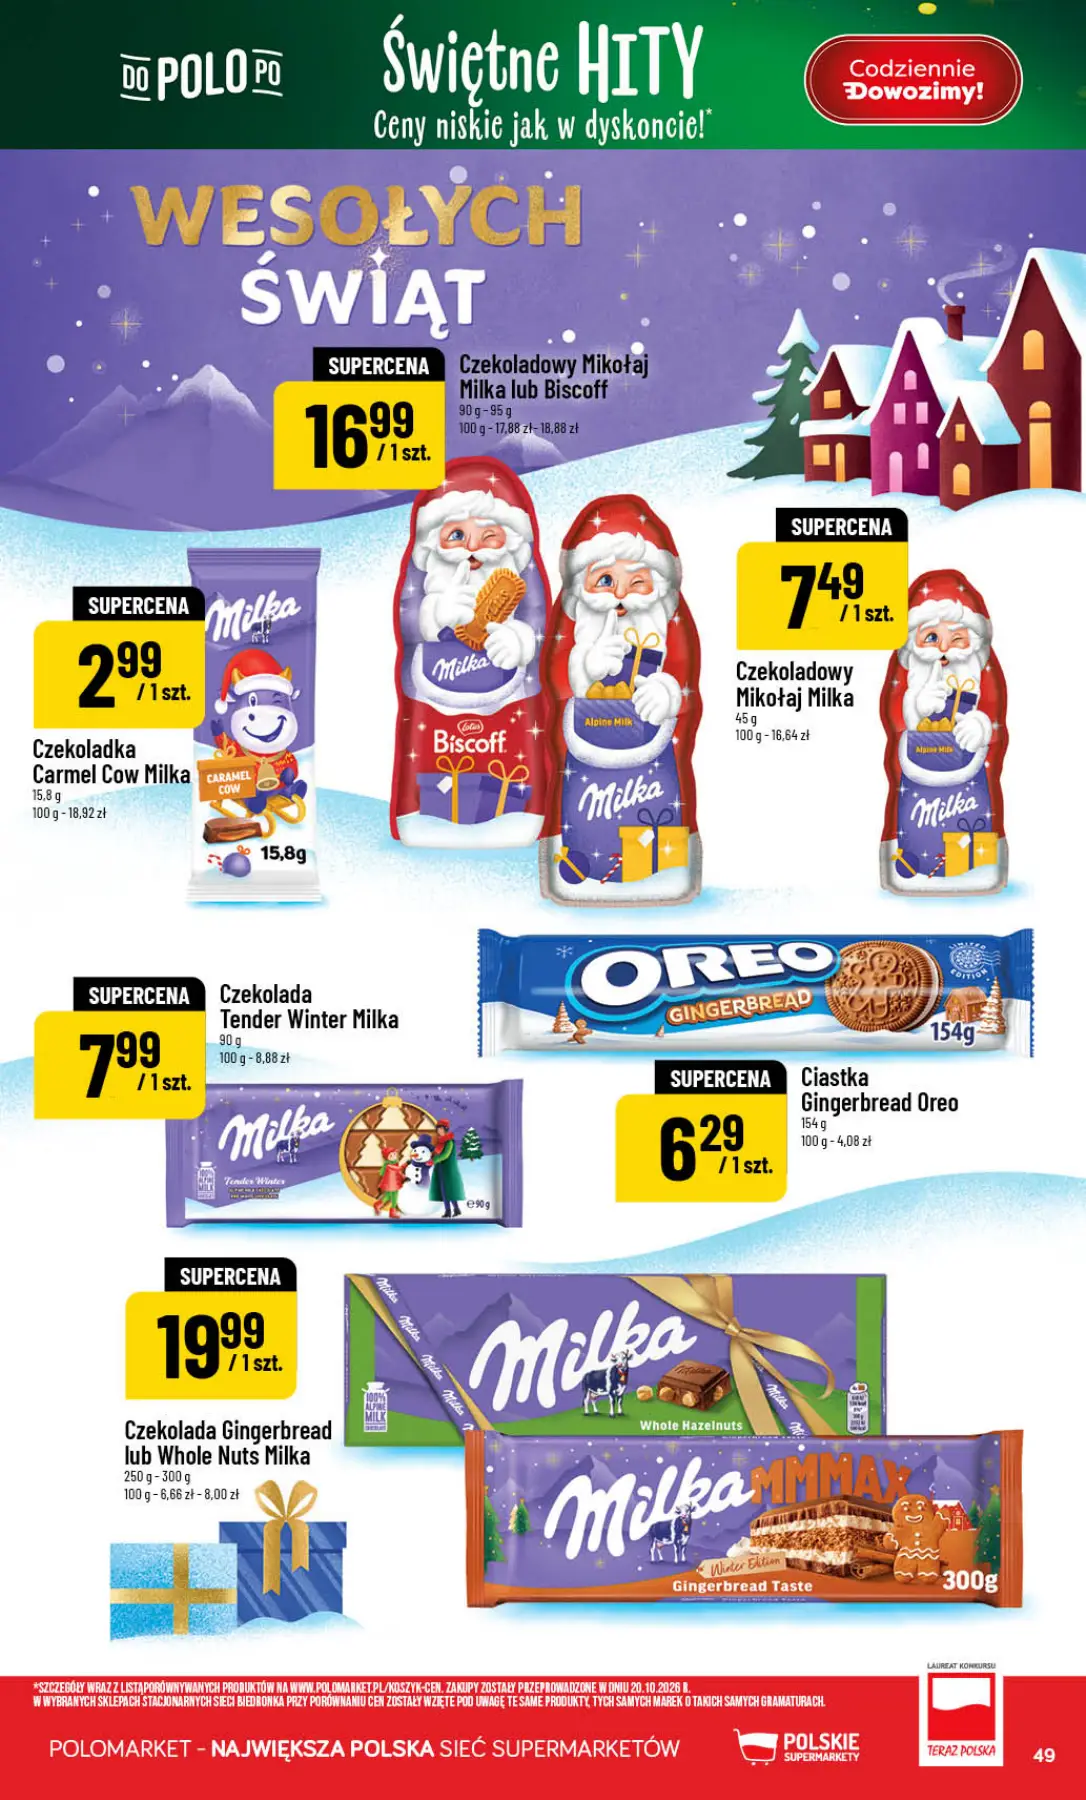 DO POLO PO
Świętne HITY
Ceny niskie jak w dyskoncie!*
Codziennie
Dowozimy!
WESOŁYCH
ŚWIĄT
SUPERCENA
16 99 / 1 szt.
Czekoladowy Mikołaj
Milka lub Biscoff
90 g - 95 g
100 g - 17,88 zł - 18,88 zł
SUPERCENA
7 49 / 1 szt.
Czekoladowy
Mikołaj Milka
45 g
100 g - 16,64 zł
SUPERCENA
2 99 / 1 szt.
Czekoladka
Carmel Cow Milka
15,8 g
100 g - 18,92 zł
Milka
CARAMEL
COW
15,8g
Milka
Lotus
Biscoff
Alpine Milk
Milka
Alpine Milk
Milka
SUPERCENA
7 99 / 1 szt.
Czekolada
Tender Winter Milka
90 g
100 g - 8,88 zł
Milka
Tender Winter
e90g
OREO
GINGERBREAD
LIMITED
EDITION
154g
SUPERCENA
6 29 / 1 szt.
Ciastka
Gingerbread Oreo
154 g
100 g - 4,08 zł
SUPERCENA
19 99 / 1 szt.
Czekolada Gingerbread
lub Whole Nuts Milka
250 g - 300 g
100 g - 6,66 zł - 8,00 zł
Milka
100%
ALPINE
MILK
Whole Hazelnuts
Milka
MMMAX
Winter Edition
Gingerbread Taste
300g
*SZCZEGÓŁY WRAZ Z LISTĄ PORÓWNYWANYCH PRODUKTÓW NA WWW.POLOMARKET.PL/KOSZYK-CEN. ZAKUPY ZOSTAŁY PRZEPROWADZONE W DNIU 20.10.2026 R.
W WYBRANYCH SKLEPACH STACJONARNYCH SIECI BIEDRONKA PRZY PORÓWNANIU CEN ZOSTAŁY WZIĘTE POD UWAGĘ TE SAME PRODUKTY, TYCH SAMYCH MAREK O TAKICH SAMYCH GRAMATURACH.
POLOMARKET - NAJWIĘKSZA POLSKA SIEĆ SUPERMARKETÓW
POLSKIE
SUPERMARKETY
LAUREAT KONKURSU
TERAZ POLSKA
49